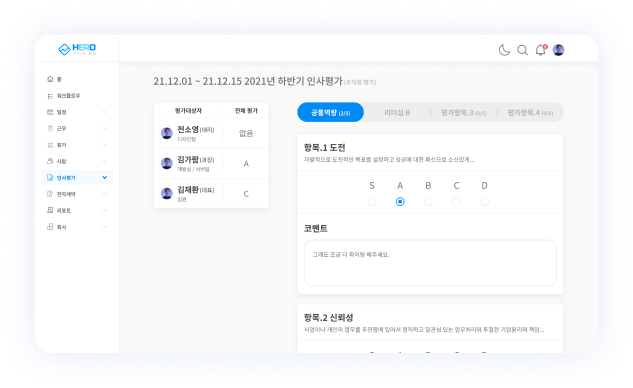 HERO
21.12.01 ~ 21.12.15 2021년 하반기 인사평가 (조직장 평가)
홈
워크플로우
일정
근무
휴가
사람
인사평가
전자계약
리포트
회사
평가대상자 전체 평가
전소영 (대리) 없음
디자인팀
김가람 (과장) A
개발실 / 서버팀
김재환 (대표) C
임원
공통역량 (2/5) 리더십 B 평가항목.3 (0/5) 평가항목.4 (0/5)
항목.1 도전
자발적으로 도전적인 목표를 설정하고 성공에 대한 확신으로 소신있게...
S A B C D
코멘트
그래도 조금 더 화이팅 해주세요.
항목.2 신뢰성
사업이나 개인의 업무를 추진함에 있어서 정직하고 일관성 있는 업무처리와 투철한 기업윤리와 책임...